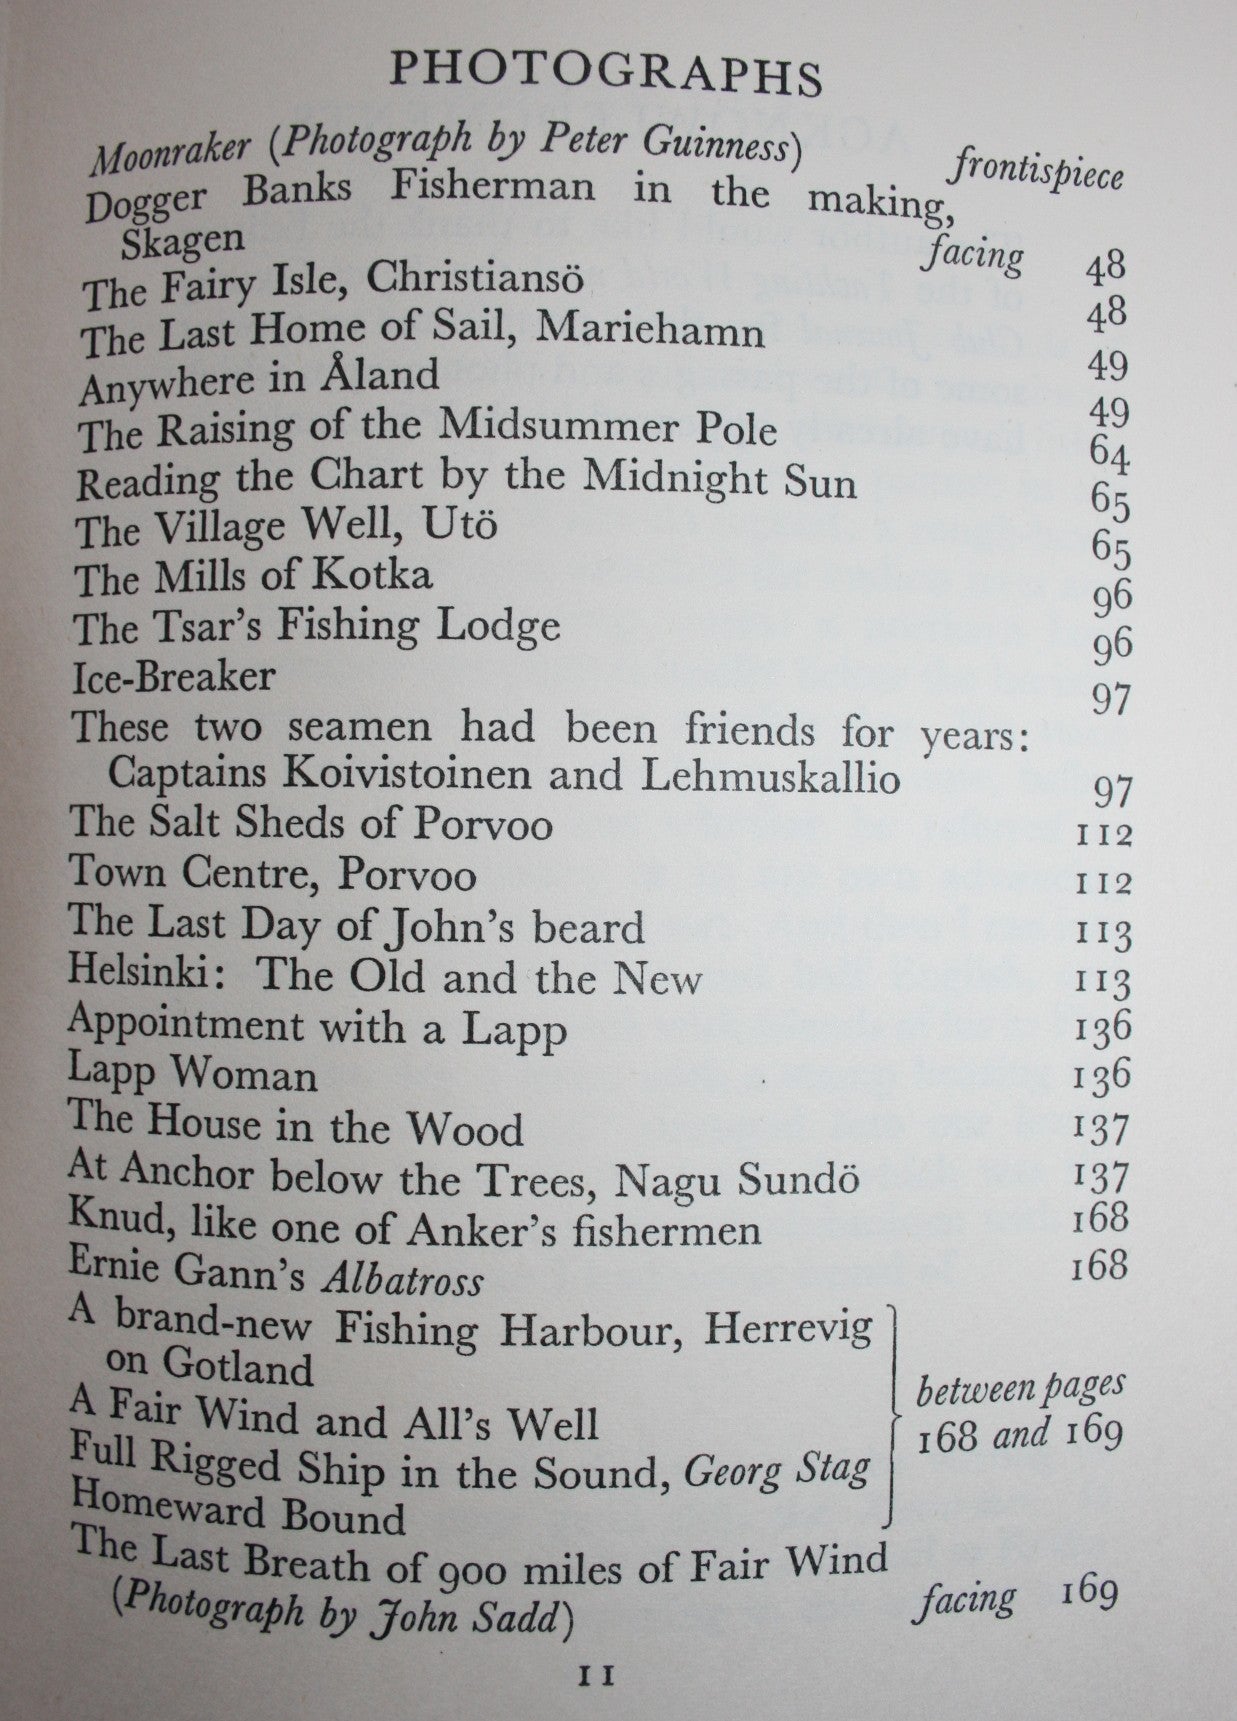 PHOTOGRAPHS
Moonraker (Photograph by Peter Guinness) frontispiece
Dogger Banks Fisherman in the making,
Skagen facing 48
The Fairy Isle, Christiansö 48
The Last Home of Sail, Mariehamn 49
Anywhere in Åland 49
The Raising of the Midsummer Pole 64
Reading the Chart by the Midnight Sun 65
The Village Well, Utö 65
The Mills of Kotka 96
The Tsar's Fishing Lodge 96
Ice-Breaker 97
These two seamen had been friends for years:
Captains Koivistoinen and Lehmuskallio 97
The Salt Sheds of Porvoo 112
Town Centre, Porvoo 112
The Last Day of John's beard 113
Helsinki: The Old and the New 113
Appointment with a Lapp 136
Lapp Woman 136
The House in the Wood 137
At Anchor below the Trees, Nagu Sundö 137
Knud, like one of Anker's fishermen 168
Ernie Gann's Albatross 168
A brand-new Fishing Harbour, Herrevig
on Gotland
A Fair Wind and All's Well
Full Rigged Ship in the Sound, Georg Stag
Homeward Bound
between pages
168 and 169
The Last Breath of 900 miles of Fair Wind
(Photograph by John Sadd) facing 169
11